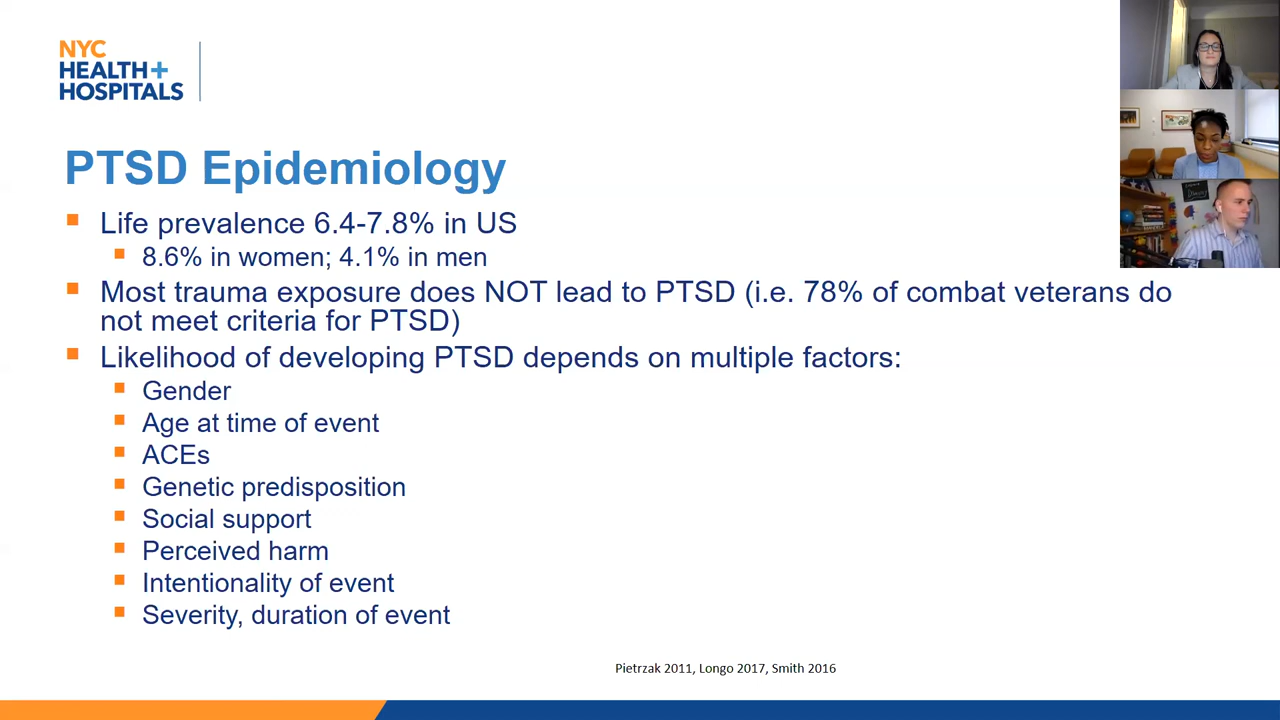 NYC
HEALTH+
HOSPITALS
PTSD Epidemiology
Life prevalence 6.4-7.8% in US
8.6% in women; 4.1% in men
Most trauma exposure does NOT lead to PTSD (i.e. 78% of combat veterans do
not meet criteria for PTSD)
Likelihood of developing PTSD depends on multiple factors:
Gender
Age at time of event
ACEs
Genetic predisposition
Social support
Perceived harm
Intentionality of event
Severity, duration of event
Pietrzak 2011, Longo 2017, Smith 2016